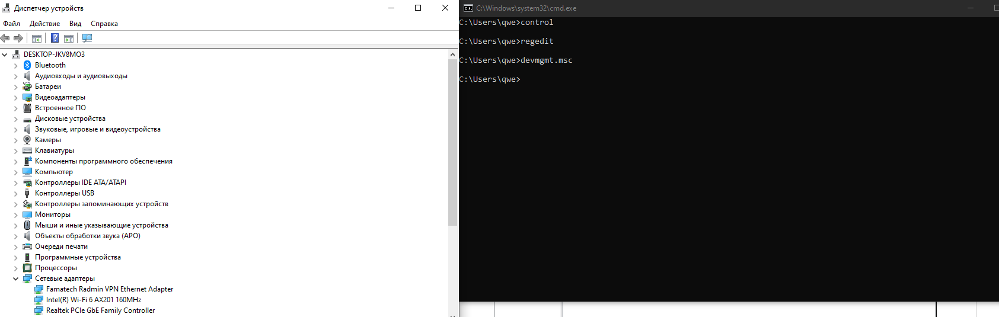 Диспетчер устройств
Файл Действие Вид Справка
DESKTOP-JKV8MO3
Bluetooth
Аудиовходы и аудиовыходы
Батареи
Видеоадаптеры
Встроенное ПО
Дисковые устройства
Звуковые, игровые и видеоустройства
Камеры
Клавиатуры
Компоненты программного обеспечения
Компьютер
Контроллеры IDE ATA/ATAPI
Контроллеры USB
Контроллеры запоминающих устройств
Мониторы
Мыши и иные указывающие устройства
Объекты обработки звука (APO)
Очереди печати
Программные устройства
Процессоры
Сетевые адаптеры
Famatech Radmin VPN Ethernet Adapter
Intel(R) Wi-Fi 6 AX201 160MHz
Realtek PCIe GbE Family Controller
C:\Windows\system32\cmd.exe
C:\Users\qwe>control
C:\Users\qwe>regedit
C:\Users\qwe>devmgmt.msc
C:\Users\qwe>